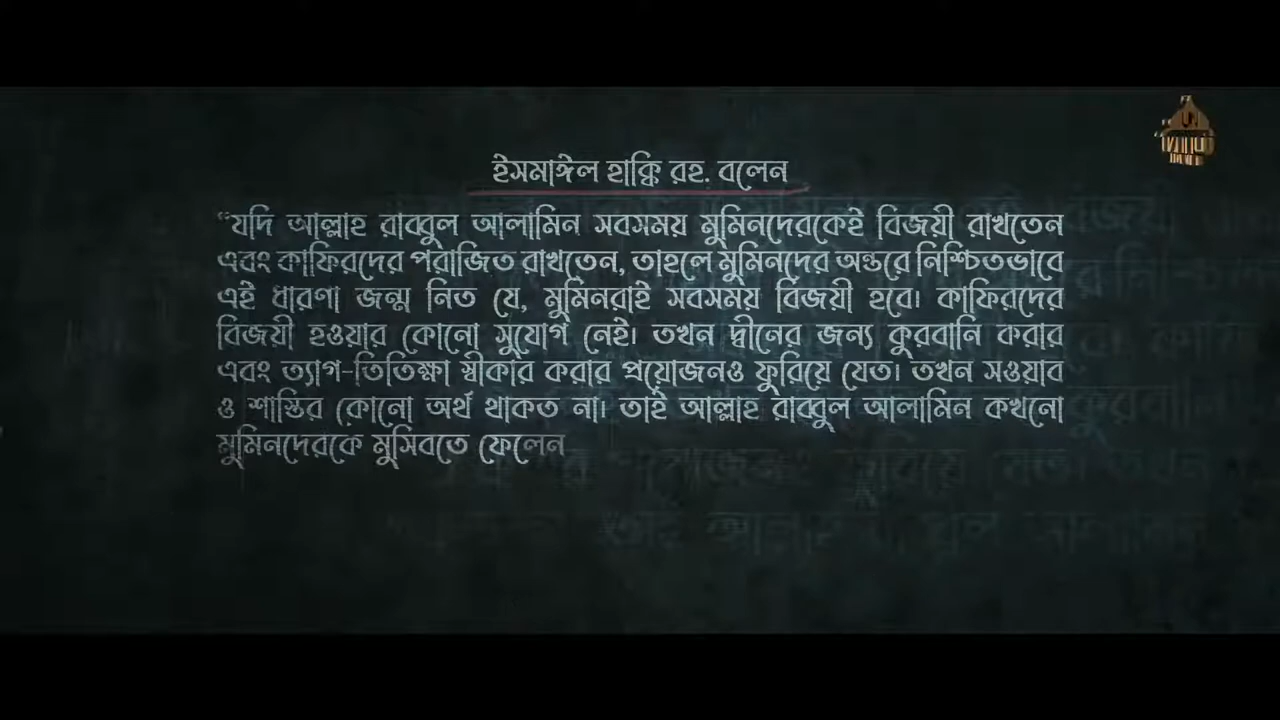 ইসমাঈল হাক্কি রহ. বলেন
“যদি আল্লাহ রাব্বুল আলামিন সবসময় মুমিনদেরকেই বিজয়ী রাখতেন
এবং কাফিরদের পরাজিত রাখতেন, তাহলে মুমিনদের অন্তরে নিশ্চিতভাবে
এই ধারণা জন্ম নিত যে, মুমিনরাই সবসময় বিজয়ী হবে। কাফিরদের
বিজয়ী হওয়ার কোনো সুযোগ নেই। তখন দ্বীনের জন্য কুরবানি করার
এবং ত্যাগ-তিতিক্ষা স্বীকার করার প্রয়োজনও ফুরিয়ে যেত। তখন সওয়াব
ও শাস্তির কোনো অর্থ থাকত না। তাই আল্লাহ রাব্বুল আলামিন কখনো
মুমিনদেরকে মুসিবতে ফেলেন